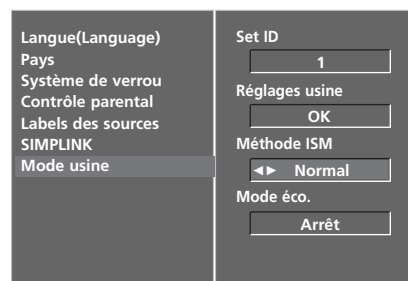 Langue(Language)
Pays
Système de verrou
Contrôle parental
Labels des sources
SIMPLINK
Mode usine
Set ID
1
Réglages usine
OK
Méthode ISM
◄► Normal
Mode éco.
Arrêt